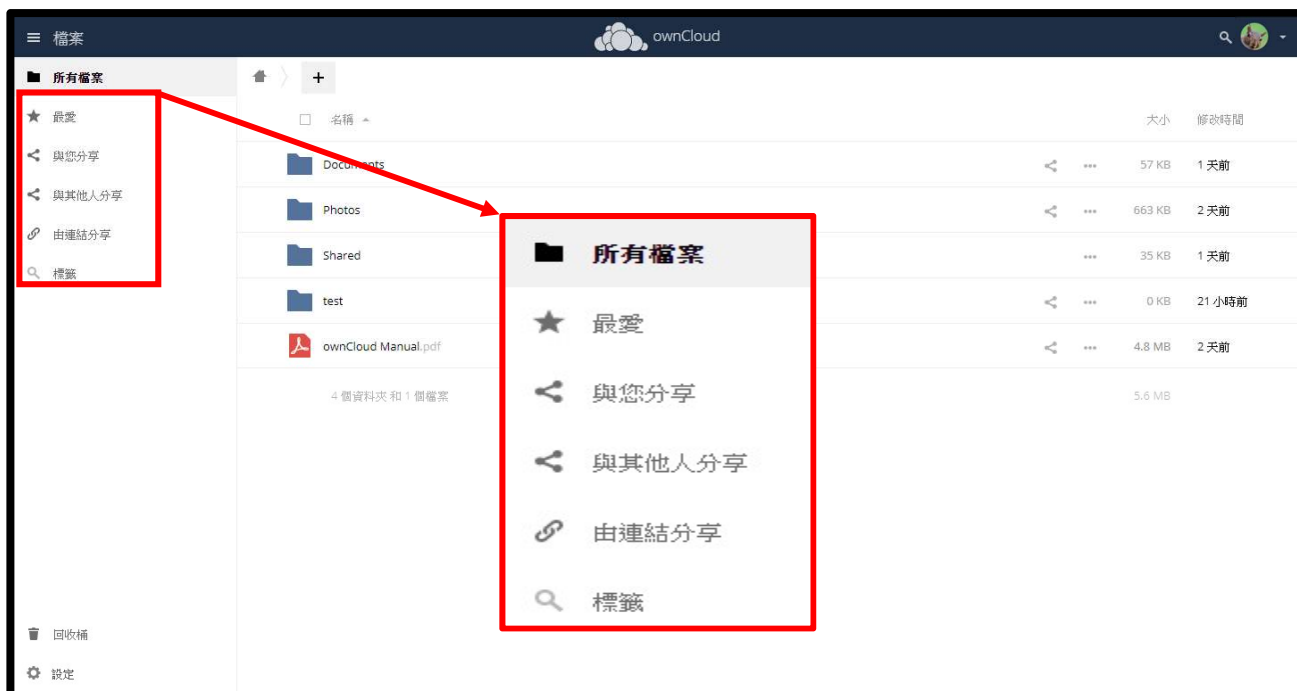 檔案
ownCloud
所有檔案
最愛
與您分享
與其他人分享
由連結分享
標籤
+
名稱
大小
修改時間
Documents 57 KB 1 天前
Photos 663 KB 2 天前
Shared 35 KB 1 天前
test 0 KB 21 小時前
ownCloud Manual.pdf 4.8 MB 2 天前
4 個資料夾 和 1 個檔案 5.6 MB
所有檔案
最愛
與您分享
與其他人分享
由連結分享
標籤
回收桶
設定